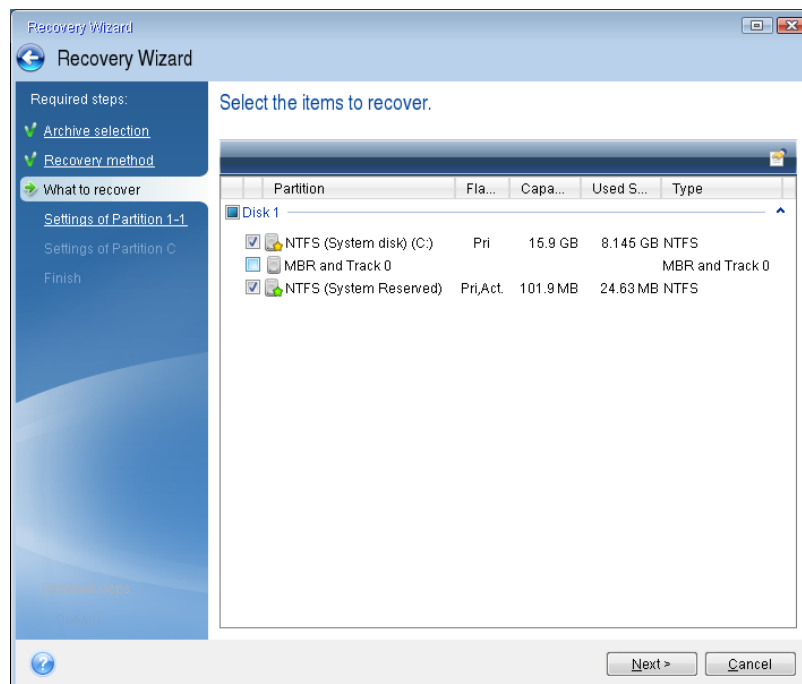 Recovery Wizard
Recovery Wizard
Required steps:
Archive selection
Recovery method
What to recover
Settings of Partition 1-1
Settings of Partition C
Finish
Select the items to recover.
Partition Fla... Capa... Used S... Type
Disk 1
NTFS (System disk) (C:) Pri 15.9 GB 8.145 GB NTFS
MBR and Track 0 MBR and Track 0
NTFS (System Reserved) Pri,Act. 101.9 MB 24.63 MB NTFS
Options
Next >
Cancel